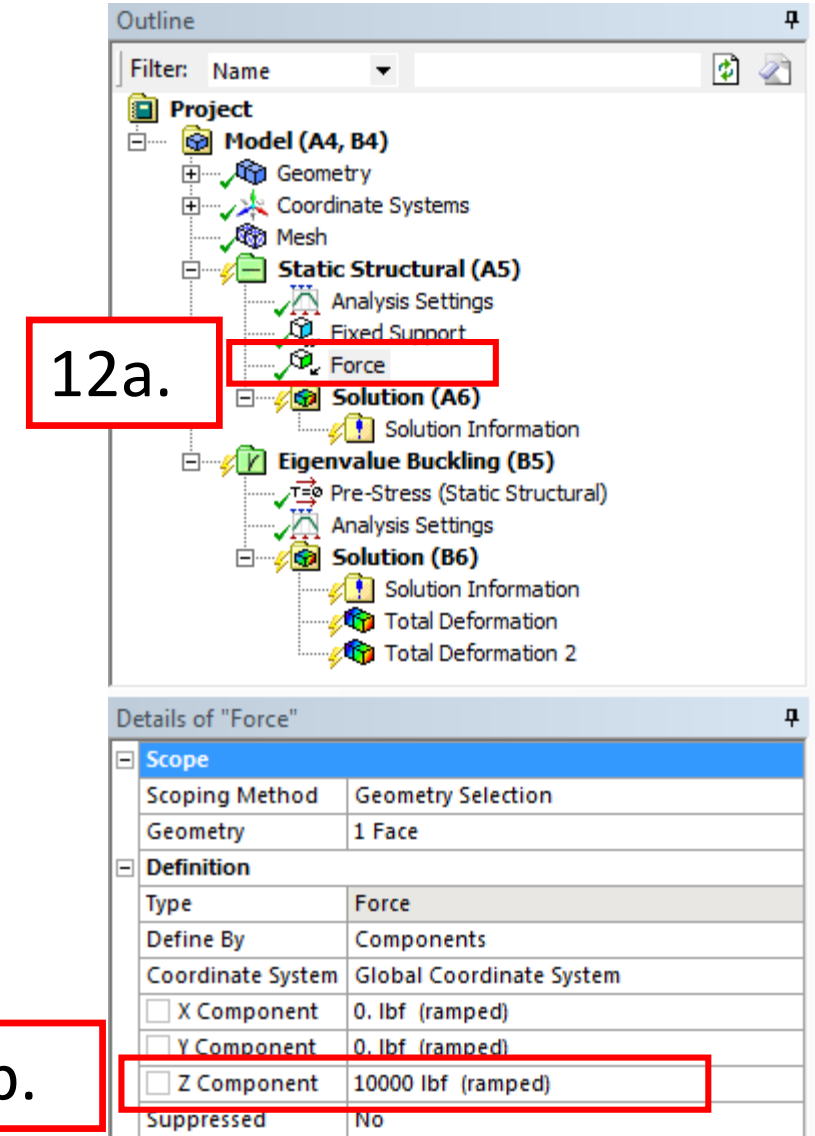 Outline
Filter: Name
Project
Model (A4, B4)
Geometry
Coordinate Systems
Mesh
Static Structural (A5)
Analysis Settings
Fixed Support
12a.
Force
Solution (A6)
Solution Information
Eigenvalue Buckling (B5)
T=0 Pre-Stress (Static Structural)
Analysis Settings
Solution (B6)
Solution Information
Total Deformation
Total Deformation 2
Details of "Force"
Scope
Scoping Method Geometry Selection
Geometry 1 Face
Definition
Type Force
Define By Components
Coordinate System Global Coordinate System
X Component 0. lbf (ramped)
Y Component 0. lbf (ramped)
Z Component 10000 lbf (ramped)
Suppressed No